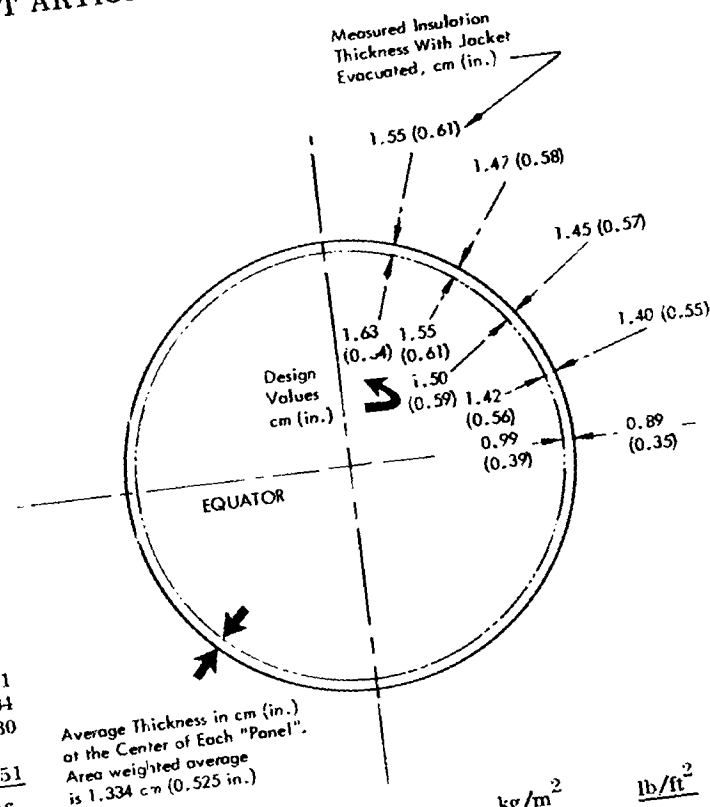 Measured Insulation
Thickness With Jacket
Evacuated, cm (in.)
1.55 (0.61)
1.47 (0.58)
1.45 (0.57)
1.40 (0.55)
0.89
(0.35)
1.63
1.55
(0.61)
1.50
(0.59)
1.42
(0.56)
0.99
(0.39)
Design
Values
cm (in.)
EQUATOR
Average Thickness in cm (in.)
at the Center of Each "Panel".
Area weighted average
is 1.334 cm (0.525 in.)
51
kg/m²
lb/ft²